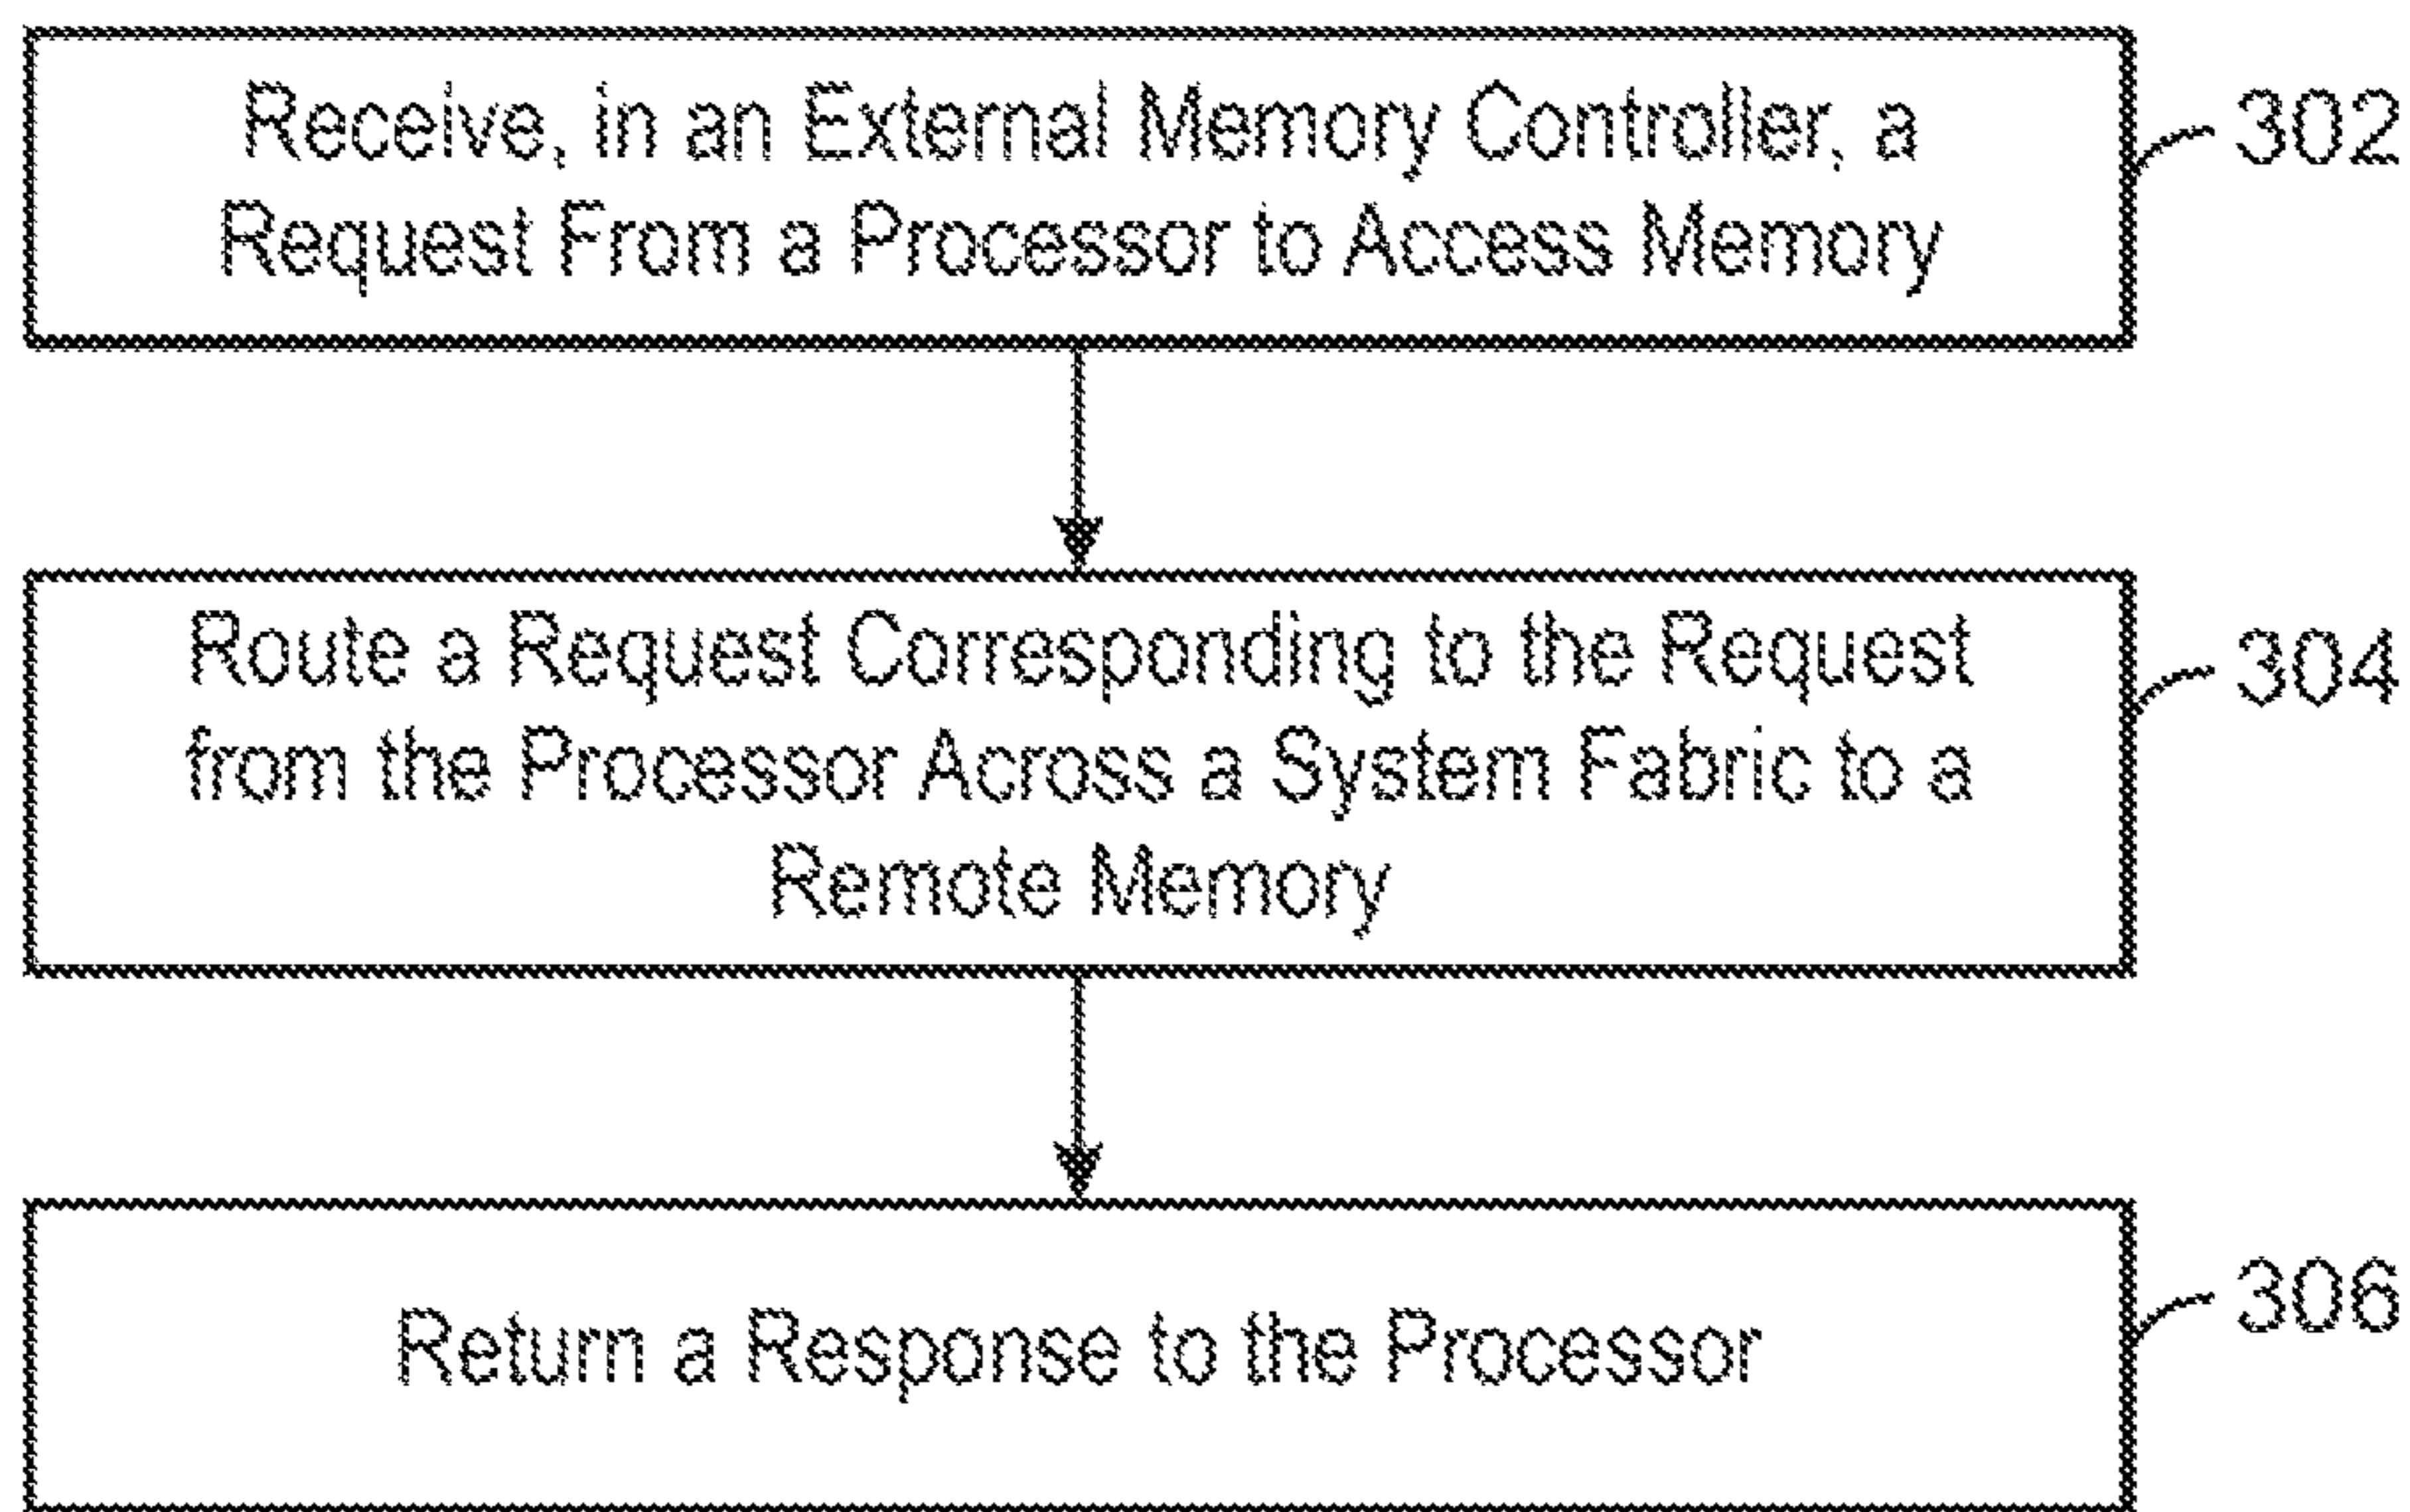 Receive, in an External Memory Controller, a
Request From a Processor to Access Memory
302
Route a Request Corresponding to the Request
from the Processor Across a System Fabric to a
Remote Memory
304
Return a Response to the Processor
306